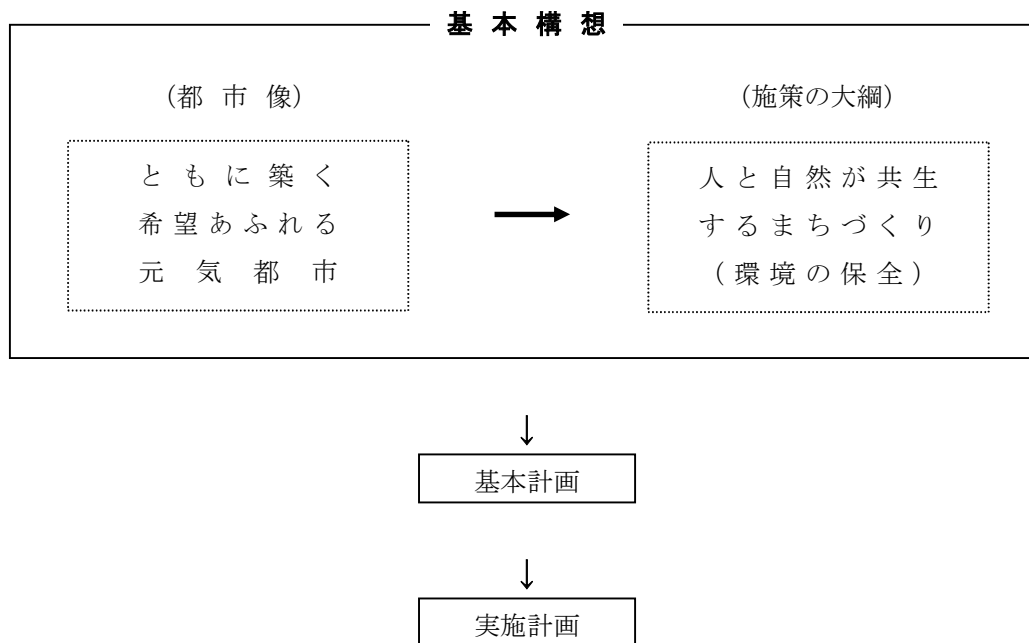 基本構想
（都市像）
ともに築く
希望あふれる
元気都市
（施策の大綱）
人と自然が共生
するまちづくり
（環境の保全）
基本計画
実施計画